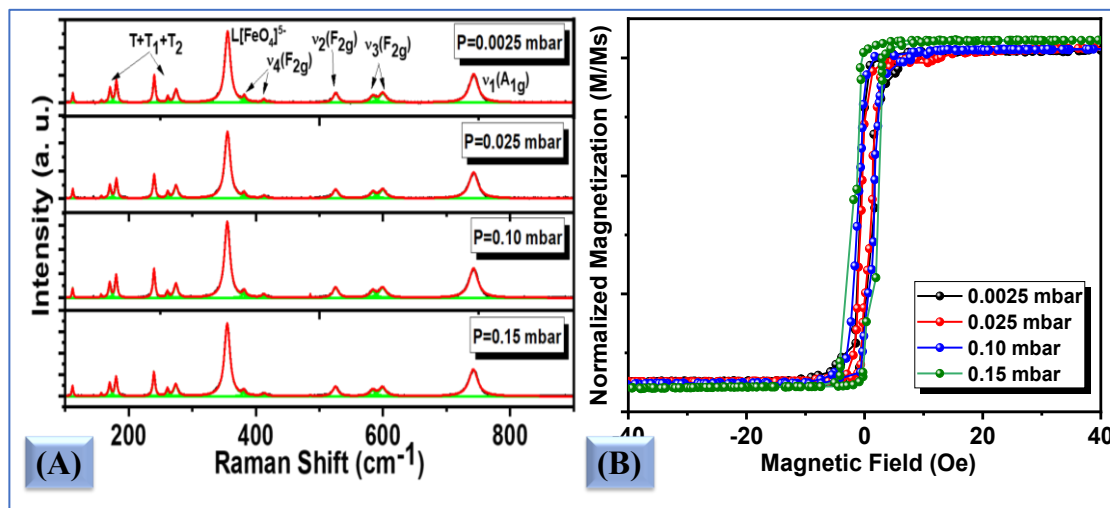 Intensity (a. u.)
T+T₁+T₂
L[FeO₄]⁵⁻
ν₄(F₂g)
ν₂(F₂g)
ν₃(F₂g)
ν₁(A₁g)
P=0.0025 mbar
P=0.025 mbar
P=0.10 mbar
P=0.15 mbar
200 400 600 800
Raman Shift (cm⁻¹)
(A)
Normalized Magnetization (M/Ms)
0.0025 mbar
0.025 mbar
0.10 mbar
0.15 mbar
-40 -20 0 20 40
Magnetic Field (Oe)
(B)